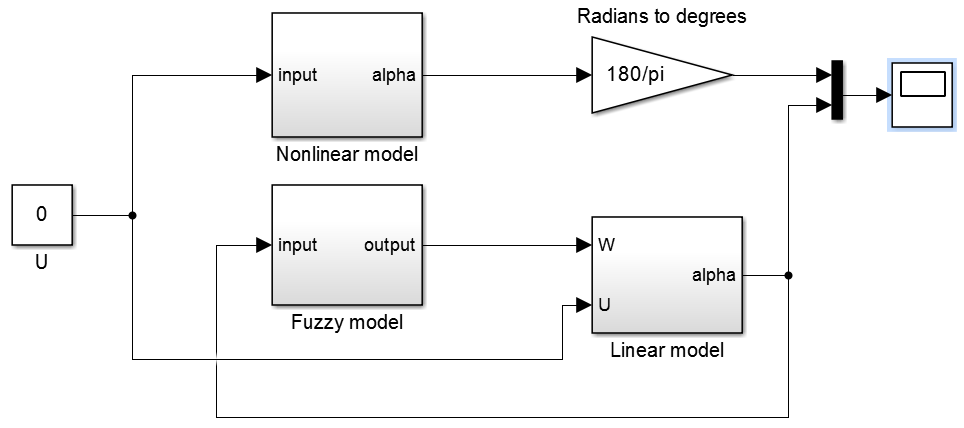 Radians to degrees
input
alpha
180/pi
Nonlinear model
0
U
input
output
W
alpha
U
Fuzzy model
Linear model